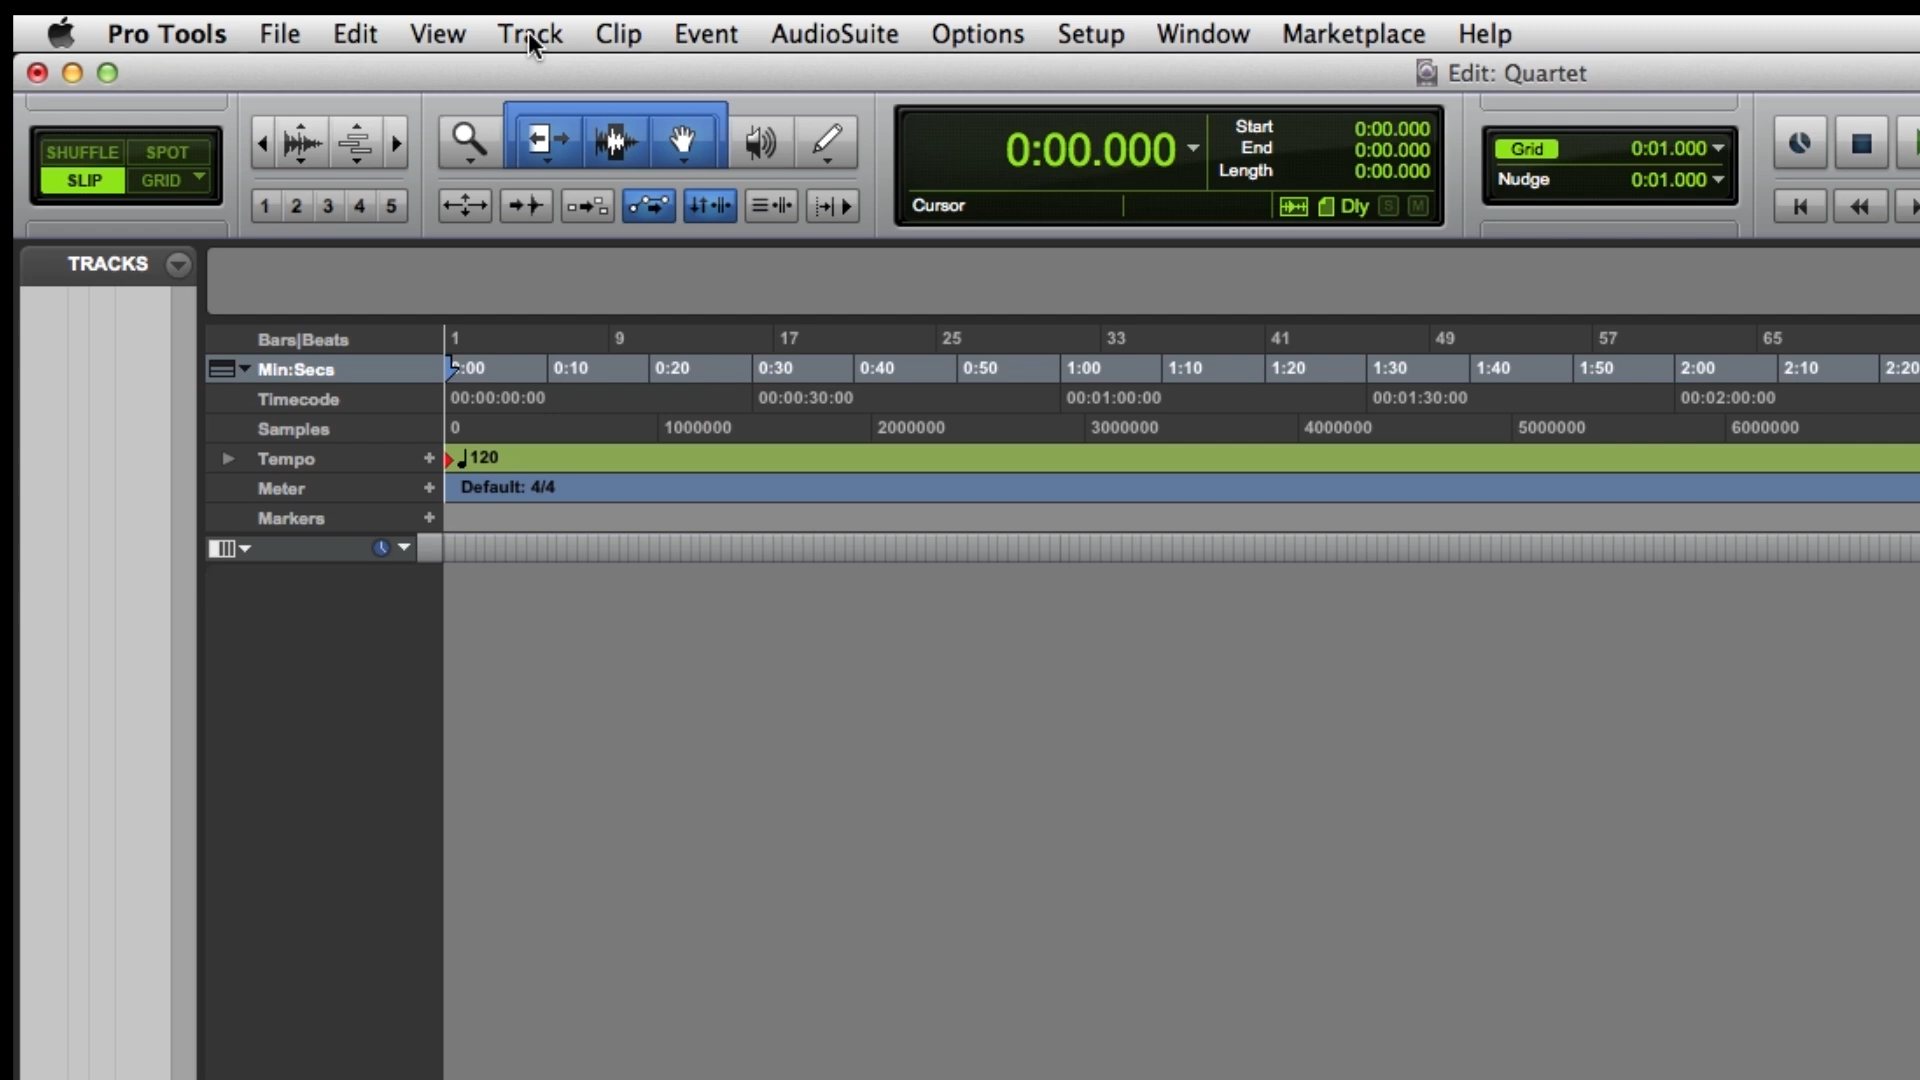 Pro Tools File Edit View Track Clip Event AudioSuite Options Setup Window Marketplace Help
Edit: Quartet
SHUFFLE SPOT
SLIP GRID
1 2 3 4 5
0:00.000
Start 0:00.000
End 0:00.000
Length 0:00.000
Cursor
Dly S M
Grid 0:01.000
Nudge 0:01.000
TRACKS
Bars|Beats 1 9 17 25 33 41 49 57 65
Min:Secs 0:00 0:10 0:20 0:30 0:40 0:50 1:00 1:10 1:20 1:30 1:40 1:50 2:00 2:10 2:20
Timecode 00:00:00:00 00:00:30:00 00:01:00:00 00:01:30:00 00:02:00:00
Samples 0 1000000 2000000 3000000 4000000 5000000 6000000
Tempo + 120
Meter + Default: 4/4
Markers +